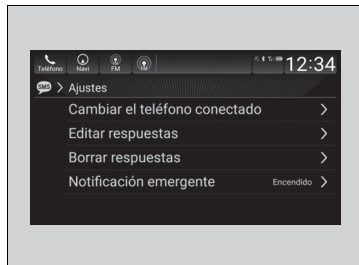 Teléfono Navi FM 12:34
SMS Ajustes
Cambiar el teléfono conectado
Editar respuestas
Borrar respuestas
Notificación emergente Encendido